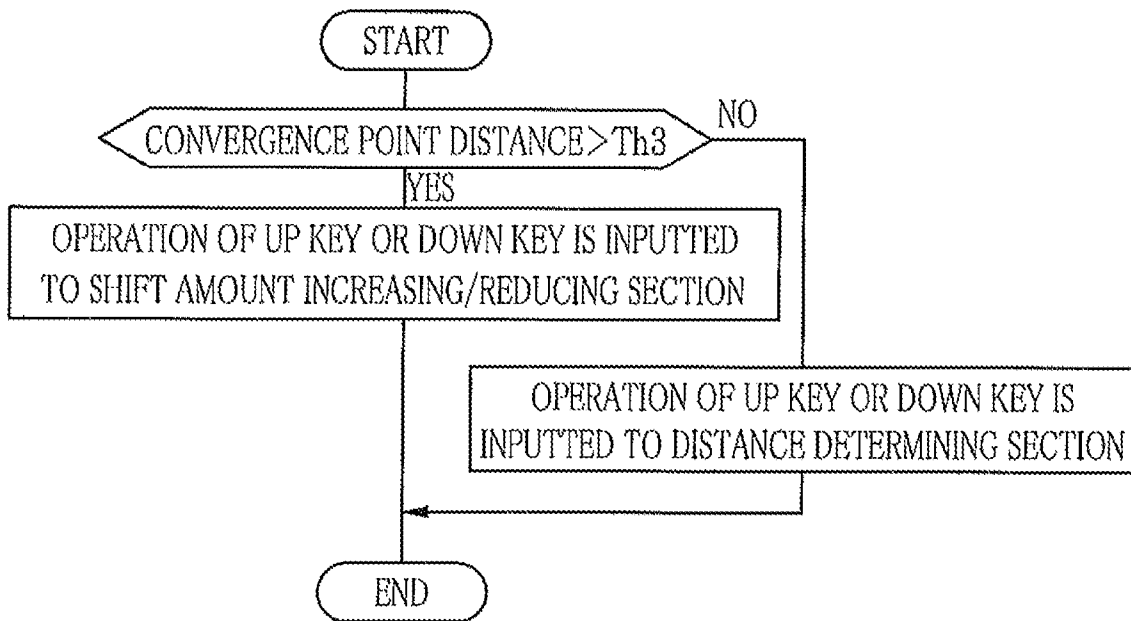 START
CONVERGENCE POINT DISTANCE>Th3
NO
YES
OPERATION OF UP KEY OR DOWN KEY IS INPUTTED
TO SHIFT AMOUNT INCREASING/REDUCING SECTION
OPERATION OF UP KEY OR DOWN KEY IS
INPUTTED TO DISTANCE DETERMINING SECTION
END